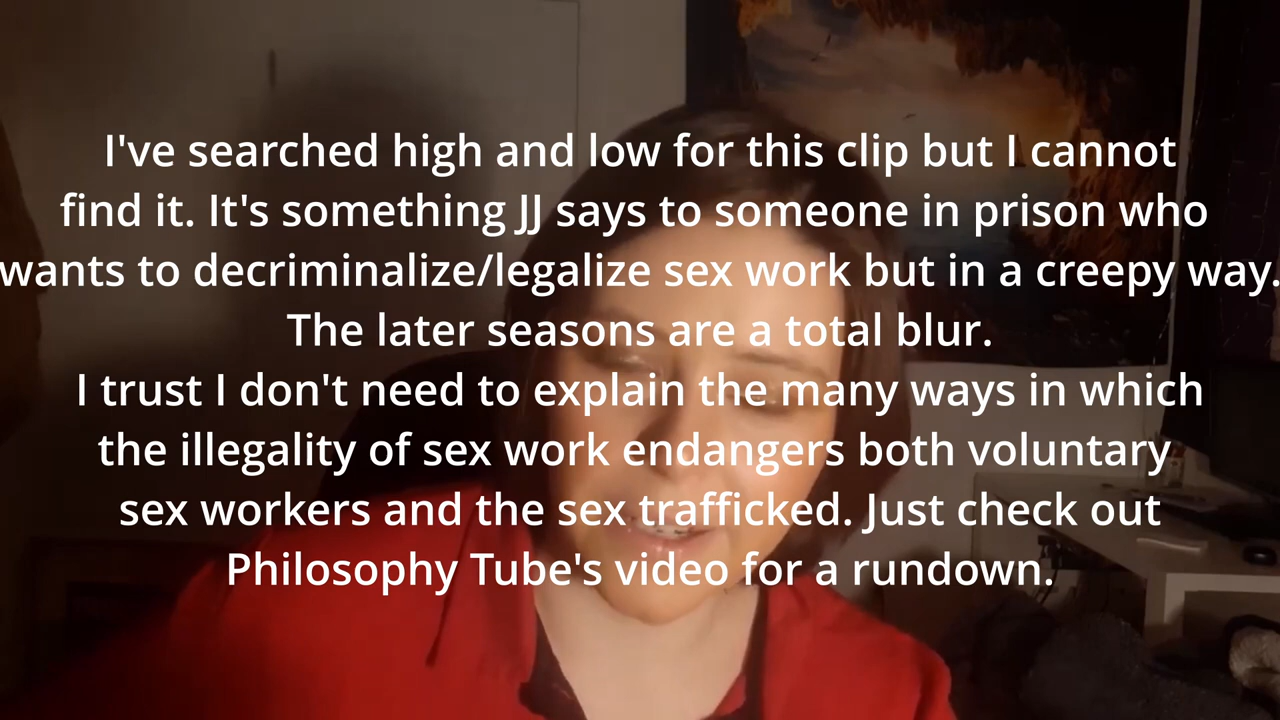 I've searched high and low for this clip but I cannot
find it. It's something JJ says to someone in prison who
wants to decriminalize/legalize sex work but in a creepy way.
The later seasons are a total blur.
I trust I don't need to explain the many ways in which
the illegality of sex work endangers both voluntary
sex workers and the sex trafficked. Just check out
Philosophy Tube's video for a rundown.